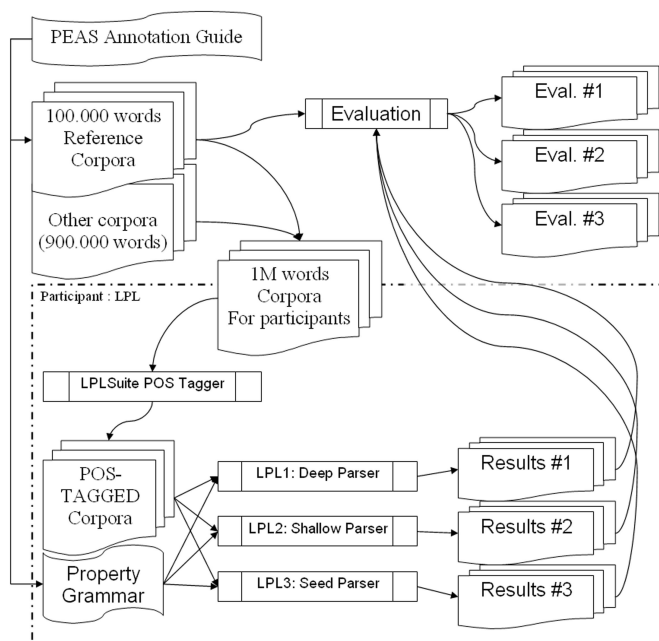 PEAS Annotation Guide
100.000 words
Reference
Corpora
Evaluation
Eval. #1
Eval. #2
Eval. #3
Other corpora
(900.000 words)
1M words
Corpora
For participants
Participant : LPL
LPLSuite POS Tagger
POS-
TAGGED
Corpora
LPL1: Deep Parser
Results #1
LPL2: Shallow Parser
Results #2
Property
Grammar
LPL3: Seed Parser
Results #3